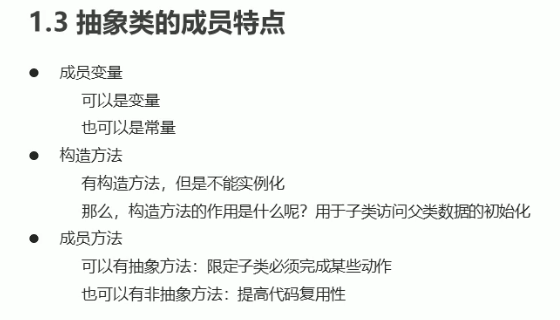 1.3 抽象类的成员特点
● 成员变量
可以是变量
也可以是常量
● 构造方法
有构造方法，但是不能实例化
那么，构造方法的作用是什么呢？用于子类访问父类数据的初始化
● 成员方法
可以有抽象方法：限定子类必须完成某些动作
也可以有非抽象方法：提高代码复用性